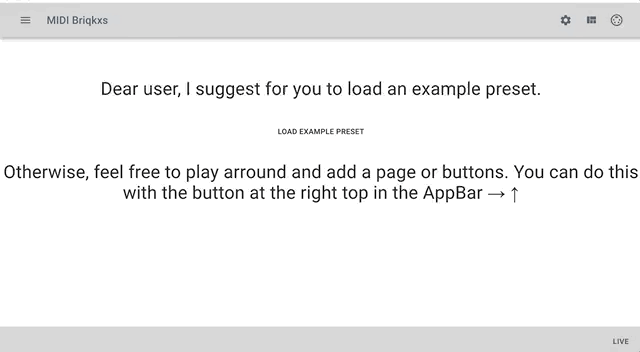 MIDI Briqkxs
Dear user, I suggest for you to load an example preset.
LOAD EXAMPLE PRESET
Otherwise, feel free to play arround and add a page or buttons. You can do this
with the button at the right top in the AppBar → ↑
LIVE